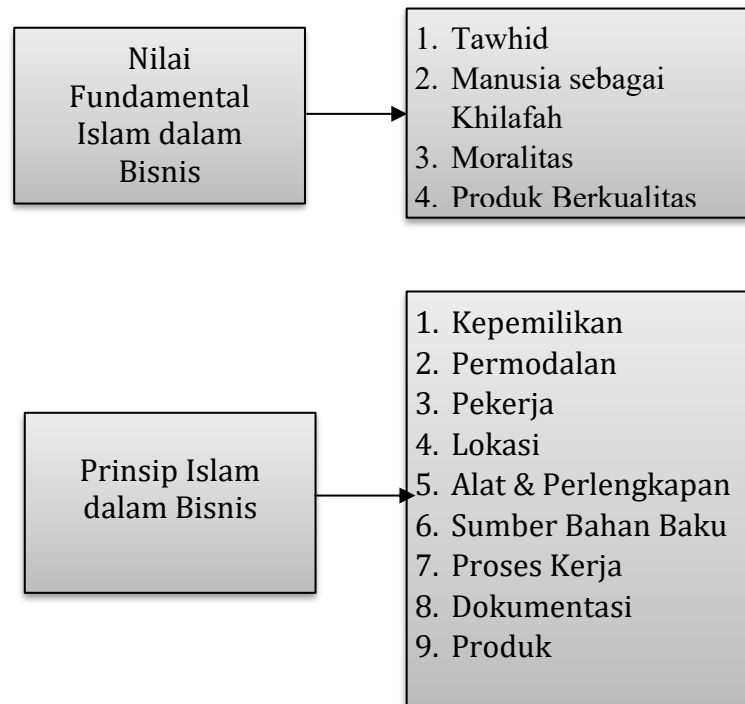 Nilai
Fundamental
Islam dalam
Bisnis
1. Tawhid
2. Manusia sebagai
Khilafah
3. Moralitas
4. Produk Berkualitas
Prinsip Islam
dalam Bisnis
1. Kepemilikan
2. Permodalan
3. Pekerja
4. Lokasi
5. Alat & Perlengkapan
6. Sumber Bahan Baku
7. Proses Kerja
8. Dokumentasi
9. Produk